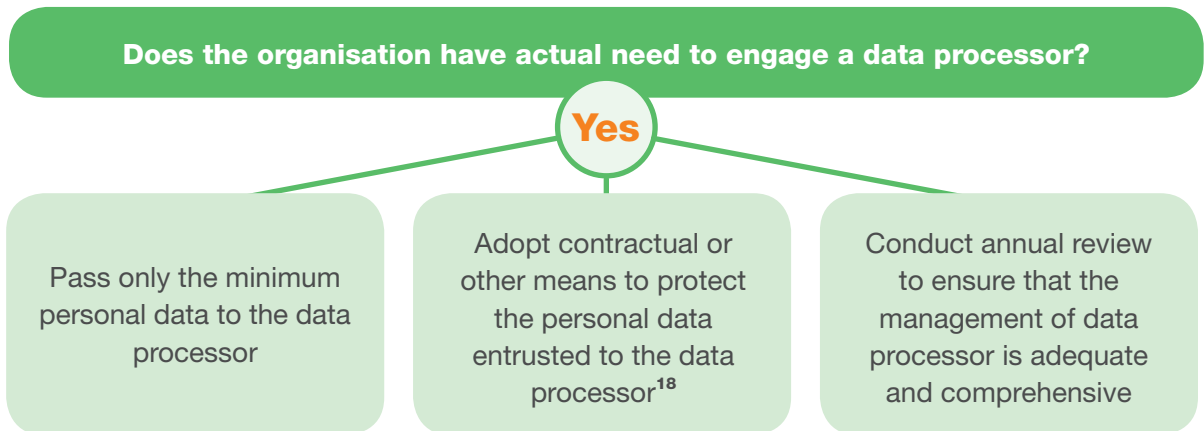 Does the organisation have actual need to engage a data processor?
Yes
Pass only the minimum
personal data to the data
processor
Adopt contractual or
other means to protect
the personal data
entrusted to the data
processor¹⁸
Conduct annual review
to ensure that the
management of data
processor is adequate
and comprehensive